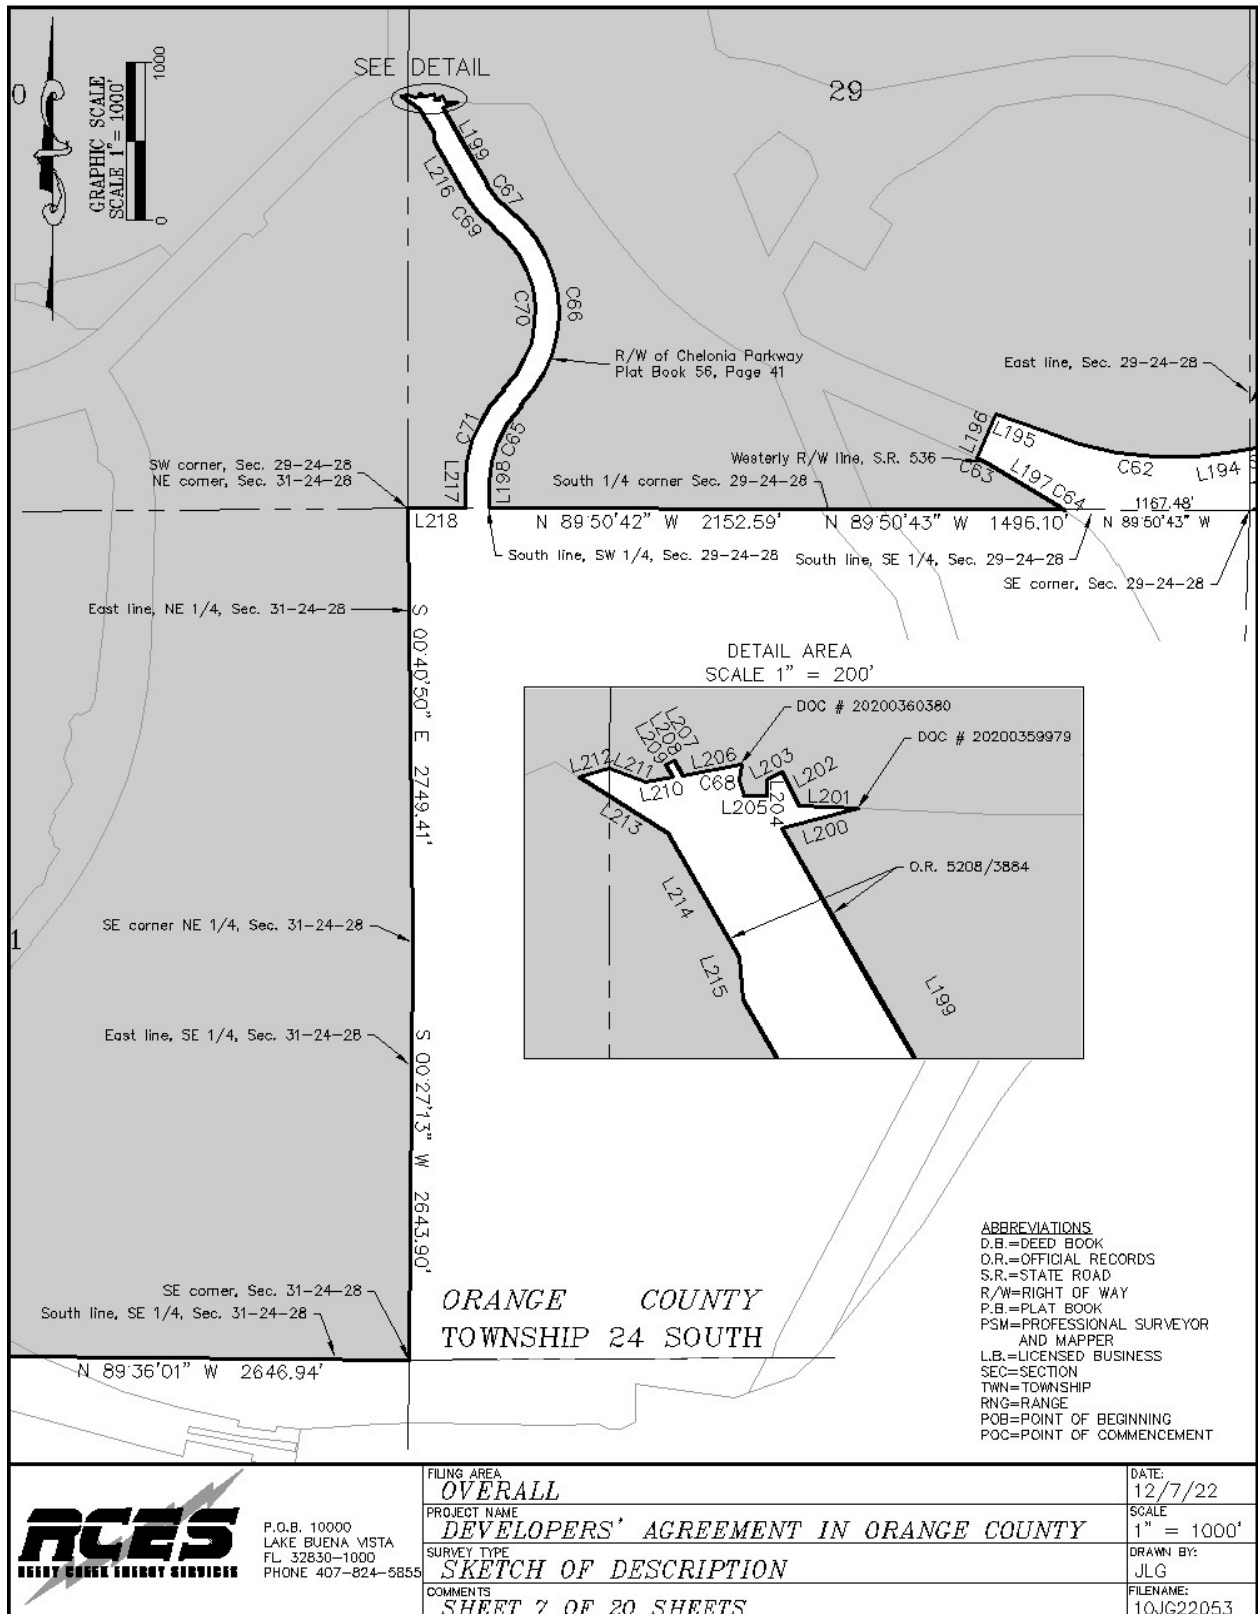 SEE DETAIL
0
29
GRAPHIC SCALE
SCALE 1" = 1000'
0
1000
L199
C67
L216
C69
C70
C66
R/W of Chelonia Parkway
Plat Book 56, Page 41
East line, Sec. 29-24-28
C71
C65
L217
L198
L196
L195
C62
L194
C63
L197
C64
Westerly R/W line, S.R. 536
SW corner, Sec. 29-24-28
NE corner, Sec. 31-24-28
South 1/4 corner Sec. 29-24-28
1167.48'
L218
N 89°50'42" W 2152.59'
N 89°50'43" W 1496.10'
N 89°50'43" W
South line, SW 1/4, Sec. 29-24-28
South line, SE 1/4, Sec. 29-24-28
SE corner, Sec. 29-24-28
East line, NE 1/4, Sec. 31-24-28
S 00°40'50" E 2749.41'
DETAIL AREA
SCALE 1" = 200'
DOC # 20200360380
DOC # 20200359979
L207
L208
L209
L212
L211
L206
L203
L202
L210
C68
L205
L204
L201
L200
L213
O.R. 5208/3884
L214
L215
L199
1
SE corner NE 1/4, Sec. 31-24-28
East line, SE 1/4, Sec. 31-24-28
S 00°27'13" W 2643.90'
SE corner, Sec. 31-24-28
South line, SE 1/4, Sec. 31-24-28
N 89°36'01" W 2646.94'
ORANGE COUNTY
TOWNSHIP 24 SOUTH
ABBREVIATIONS
D.B.=DEED BOOK
O.R.=OFFICIAL RECORDS
S.R.=STATE ROAD
R/W=RIGHT OF WAY
P.B.=PLAT BOOK
PSM=PROFESSIONAL SURVEYOR
AND MAPPER
L.B.=LICENSED BUSINESS
SEC=SECTION
TWN=TOWNSHIP
RNG=RANGE
POB=POINT OF BEGINNING
POC=POINT OF COMMENCEMENT
RCES
REEDY CREEK ENERGY SERVICES
P.O.B. 10000
LAKE BUENA VISTA
FL 32830-1000
PHONE 407-824-5855
FILING AREA
OVERALL
PROJECT NAME
DEVELOPERS' AGREEMENT IN ORANGE COUNTY
SURVEY TYPE
SKETCH OF DESCRIPTION
COMMENTS
SHEET 7 OF 20 SHEETS
DATE:
12/7/22
SCALE
1" = 1000'
DRAWN BY:
JLG
FILENAME:
10JG22053